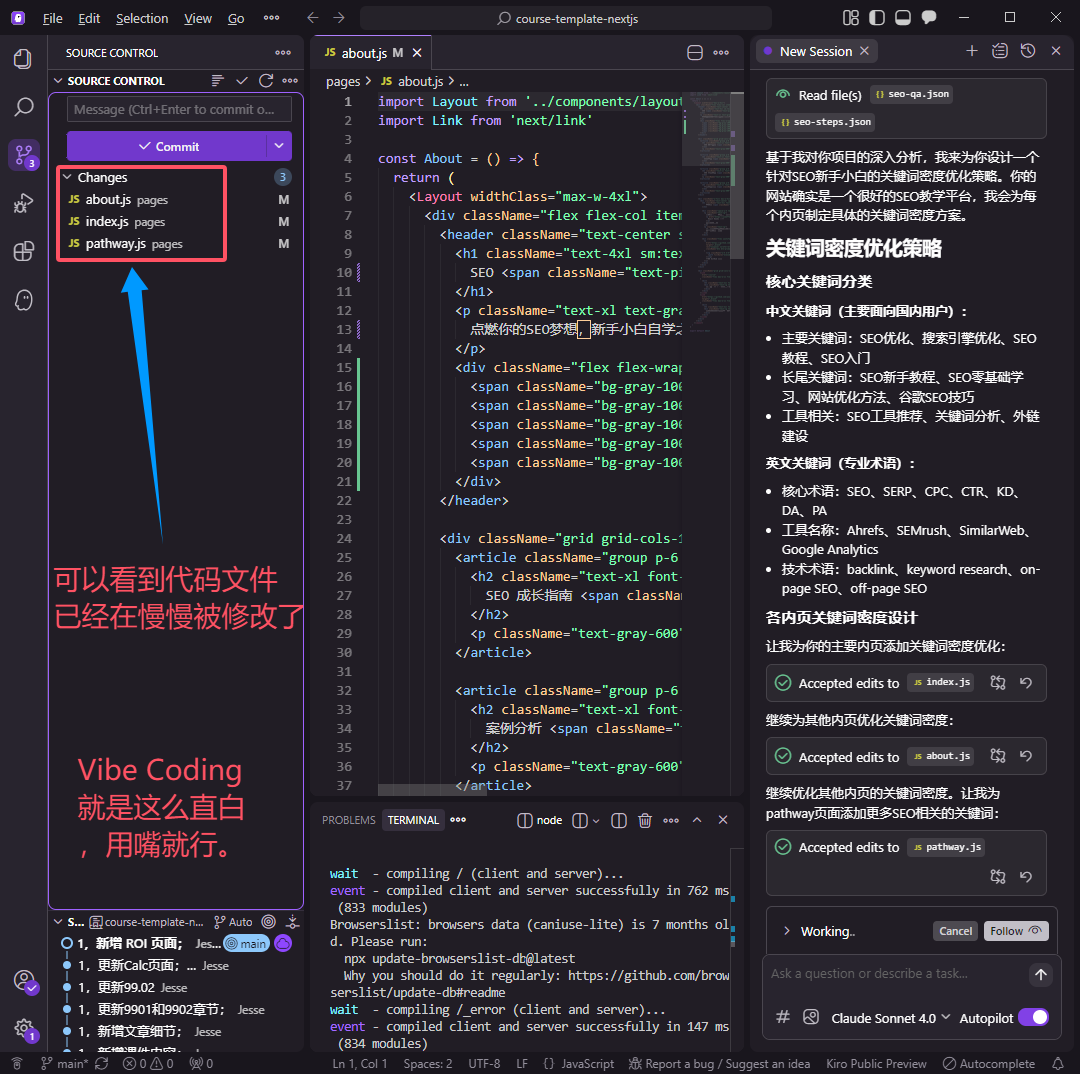 File Edit Selection View Go
course-template-nextjs
SOURCE CONTROL
SOURCE CONTROL
Message (Ctrl+Enter to commit o...
Commit
Changes 3
JS about.js pages M
JS index.js pages M
JS pathway.js pages M
3
可以看到代码文件
已经在慢慢被修改了
Vibe Coding
就是这么直白
，用嘴就行。
S... course-template-n... Auto
1，新增 ROI 页面； Jes... main
1，更新Calc页面；... Jesse
1，更新99.02 Jesse
1，更新9901和9902章节； Jesse
1，新增文章细节； Jesse
1，新增课件内容；
1
JS about.js M
pages > JS about.js > ...
1 import Layout from '../components/layout
2 import Link from 'next/link'
3
4 const About = () => {
5 return (
6 <Layout widthClass="max-w-4xl">
7 <div className="flex flex-col item
8 <header className="text-center s
9 <h1 className="text-4xl sm:tex
10 SEO <span className="text-pi
11 </h1>
12 <p className="text-xl text-gra
13 点燃你的SEO梦想，新手小白自学之
14 </p>
15 <div className="flex flex-wrap
16 <span className="bg-gray-100
17 <span className="bg-gray-100
18 <span className="bg-gray-100
19 <span className="bg-gray-100
20 <span className="bg-gray-100
21 </div>
22 </header>
23
24 <div className="grid grid-cols-1
25 <article className="group p-6
26 <h2 className="text-xl font-
27 SEO 成长指南 <span classNa
28 </h2>
29 <p className="text-gray-600"
30 </article>
31
32 <article className="group p-6
33 <h2 className="text-xl font-
34 案例分析 <span className="
35 </h2>
36 <p className="text-gray-600"
37 </article>
PROBLEMS TERMINAL node
wait - compiling / (client and server)...
event - compiled client and server successfully in 762 ms
(833 modules)
Browserslist: browsers data (caniuse-lite) is 7 months ol
d. Please run:
npx update-browserslist-db@latest
Why you should do it regularly: https://github.com/brow
serslist/update-db#readme
wait - compiling /_error (client and server)...
event - compiled client and server successfully in 147 ms
(834 modules)
New Session
Read file(s) {} seo-qa.json
{} seo-steps.json
基于我对你项目的深入分析，我来为你设计一个
针对SEO新手小白的关键词密度优化策略。你的
网站确实是一个很好的SEO教学平台，我会为每
个内页制定具体的关键词密度方案。
关键词密度优化策略
核心关键词分类
中文关键词（主要面向国内用户）:
• 主要关键词：SEO优化、搜索引擎优化、SEO
教程、SEO入门
• 长尾关键词：SEO新手教程、SEO零基础学
习、网站优化方法、谷歌SEO技巧
• 工具相关：SEO工具推荐、关键词分析、外链
建设
英文关键词（专业术语）:
• 核心术语：SEO、SERP、CPC、CTR、KD、
DA、PA
• 工具名称：Ahrefs、SEMrush、SimilarWeb、
Google Analytics
• 技术术语：backlink、keyword research、on-
page SEO、off-page SEO
各内页关键词密度设计
让我为你的主要内页添加关键词密度优化：
Accepted edits to JS index.js
继续为其他内页优化关键词密度：
Accepted edits to JS about.js
继续优化其他内页的关键词密度。让我为
pathway页面添加更多SEO相关的关键词：
Accepted edits to JS pathway.js
Working.. Cancel Follow
Ask a question or describe a task...
# Claude Sonnet 4.0 Autopilot
main* 0 0 0 Ln 1, Col 1 Spaces: 2 UTF-8 LF {} JavaScript Report a bug / Suggest an idea Kiro Public Preview Autocomplete